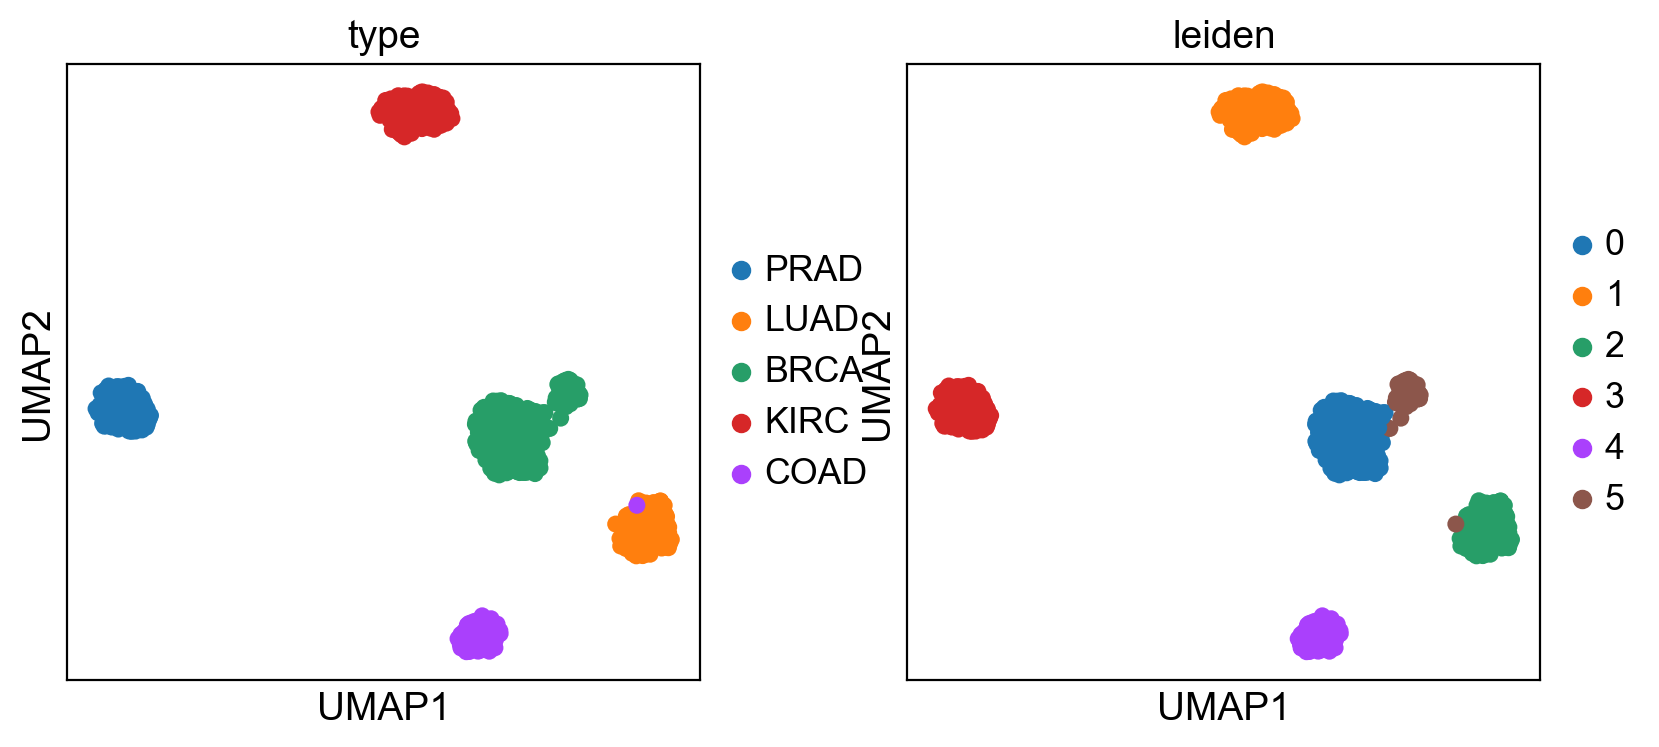 type
UMAP2
UMAP1
PRAD
LUAD
BRCA
KIRC
COAD
leiden
UMAP2
UMAP1
0
1
2
3
4
5